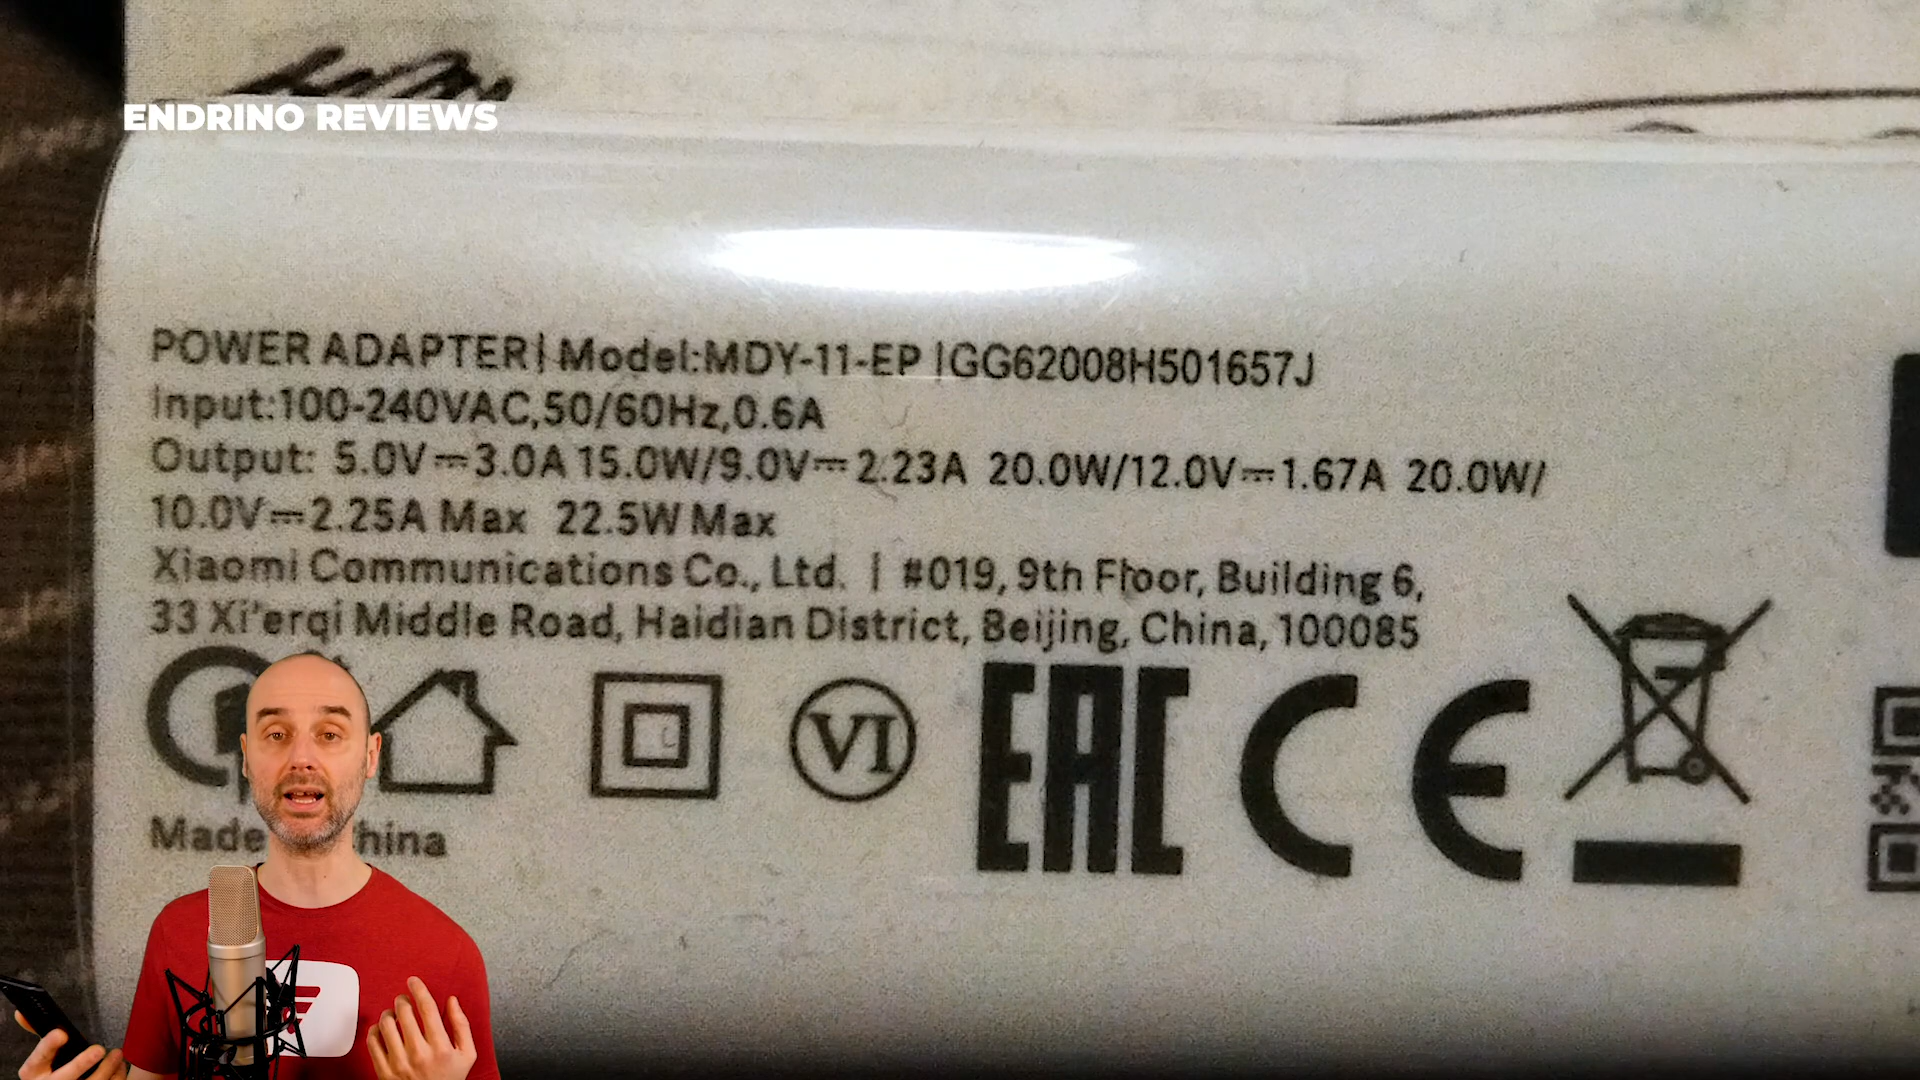 ENDRINO REVIEWS
POWER ADAPTER | Model:MDY-11-EP |GG62008H501657J
Input:100-240VAC,50/60Hz,0.6A
Output: 5.0V⎓3.0A 15.0W/9.0V⎓2.23A 20.0W/12.0V⎓1.67A 20.0W/
10.0V⎓2.25A Max 22.5W Max
Xiaomi Communications Co., Ltd. | #019, 9th Floor, Building 6,
33 Xi'erqi Middle Road, Haidian District, Beijing, China, 100085
VI EAC CE
Made hina